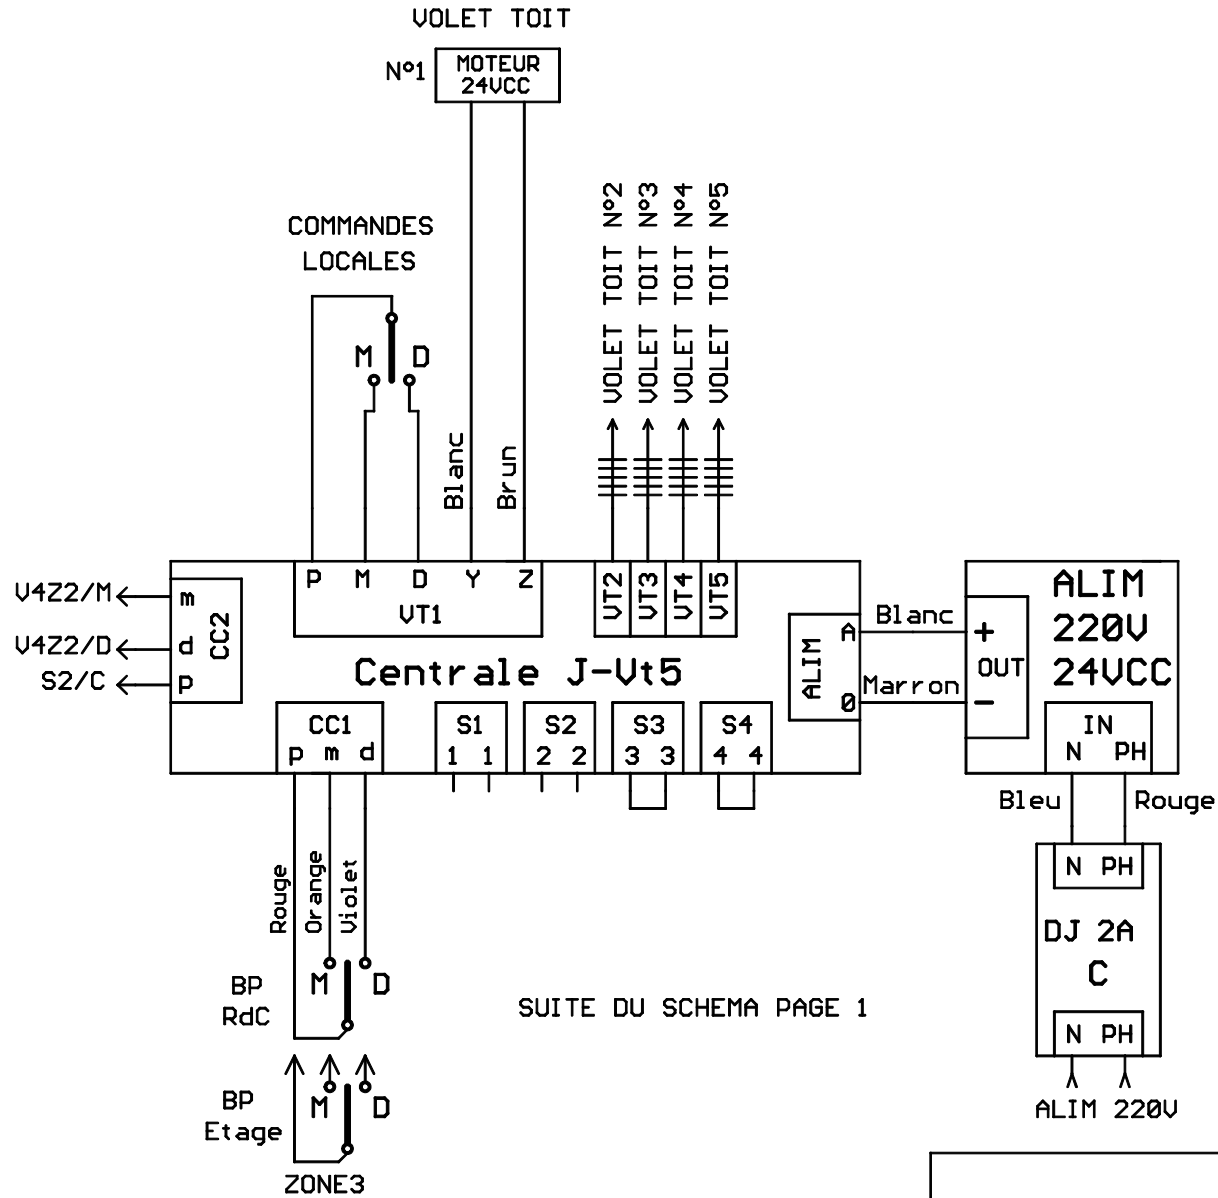 VOLET TOIT
N°1
MOTEUR
24VCC
COMMANDES
LOCALES
M D
VOLET TOIT N°2
VOLET TOIT N°3
VOLET TOIT N°4
VOLET TOIT N°5
Blanc
Brun
V4Z2/M
V4Z2/D
S2/C
m
d
p
CC2
P M D Y Z
VT1
VT2
VT3
VT4
VT5
Centrale J-Vt5
ALIM
A
0
Blanc
Marron
+
-
OUT
ALIM
220V
24VCC
IN
N PH
CC1
p m d
S1
1 1
S2
2 2
S3
3 3
S4
4 4
Bleu
Rouge
N PH
DJ 2A
C
N PH
ALIM 220V
Rouge
Orange
Violet
BP
RdC
M D
SUITE DU SCHEMA PAGE 1
BP
Etage
M D
ZONE3